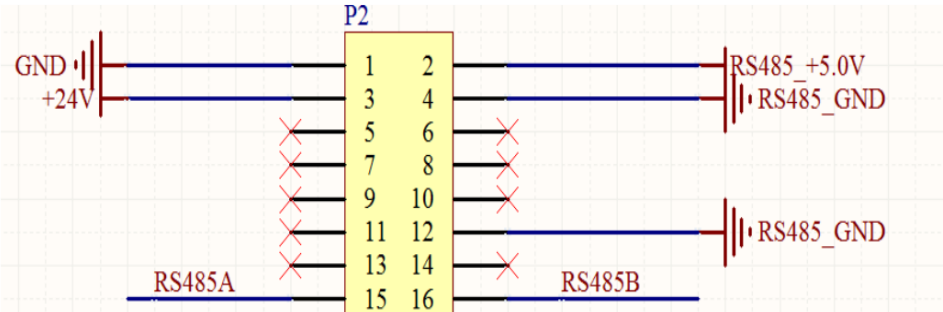 P2
GND 1 2 RS485_+5.0V
+24V 3 4 RS485_GND
5 6
7 8
9 10
11 12 RS485_GND
13 14
RS485A 15 16 RS485B